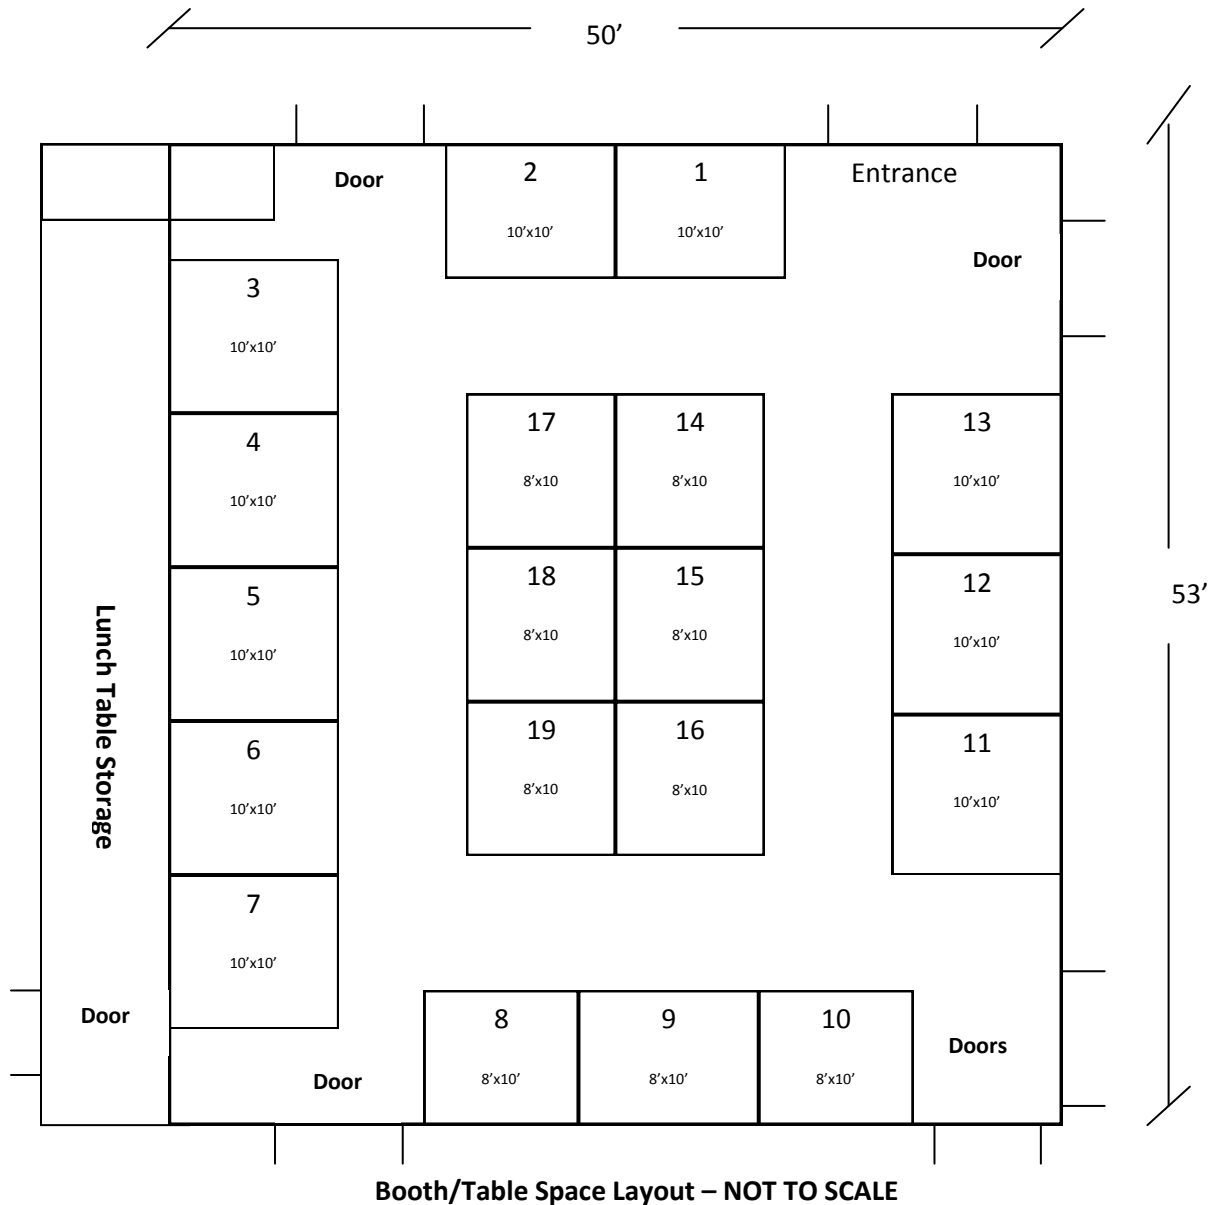 50’
Door
2
1
Entrance
10’x10’
10’x10’
Door
3
10’x10’
17
14
13
4
8’x10
8’x10
10’x10’
10’x10’
18
15
12
5
8’x10
8’x10
10’x10’
53’
10’x10’
Lunch Table Storage
19
16
11
6
8’x10
8’x10
10’x10’
10’x10’
7
10’x10’
Door
8
9
10
Doors
Door
8’x10’
8’x10’
8’x10’
Booth/Table Space Layout – NOT TO SCALE